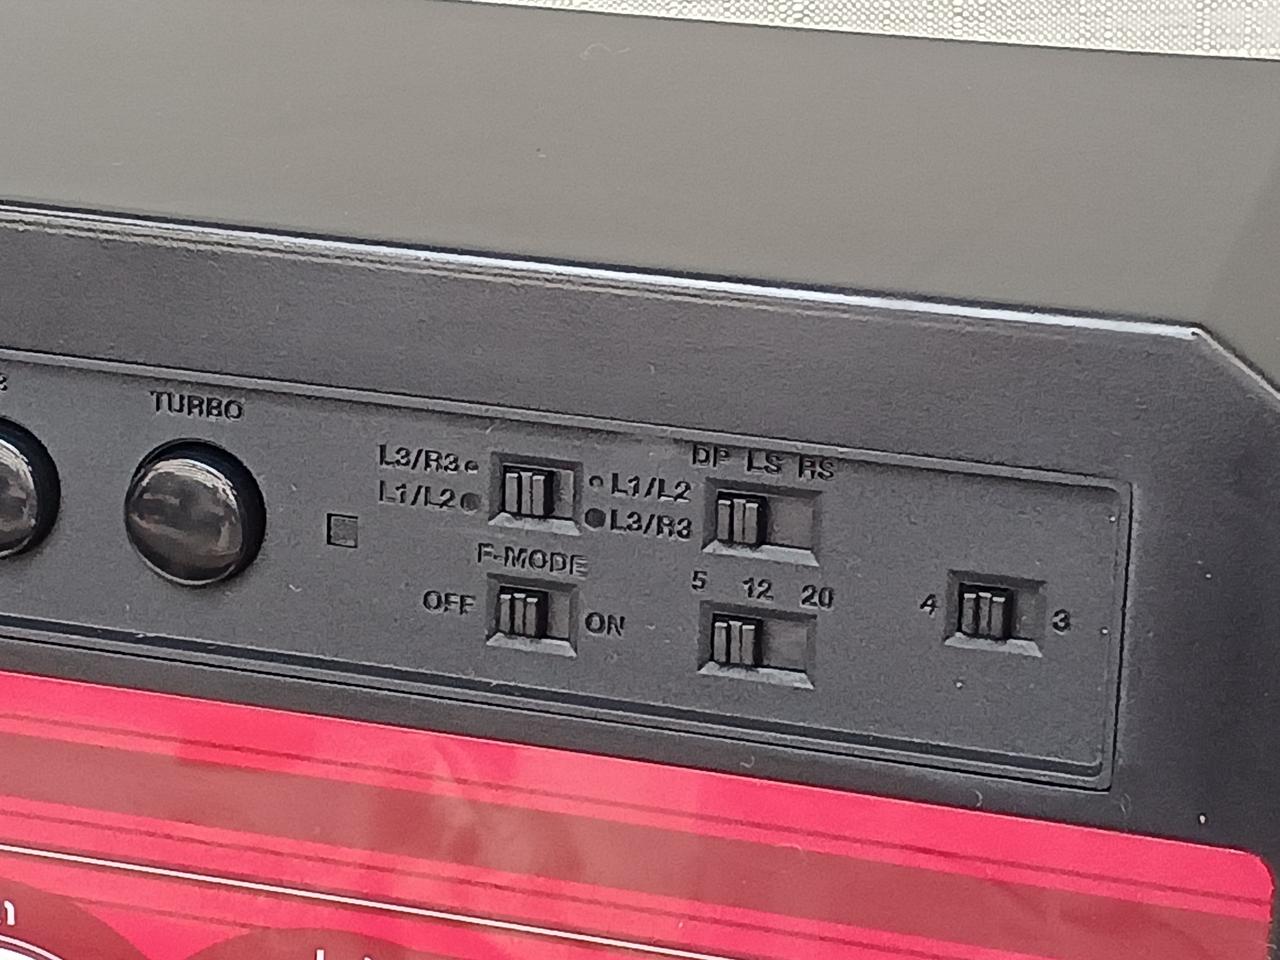 TURBO
L3/R3
L1/L2
L1/L2
L3/R3
DP LS RS
F-MODE
OFF
ON
5 12 20
4
3